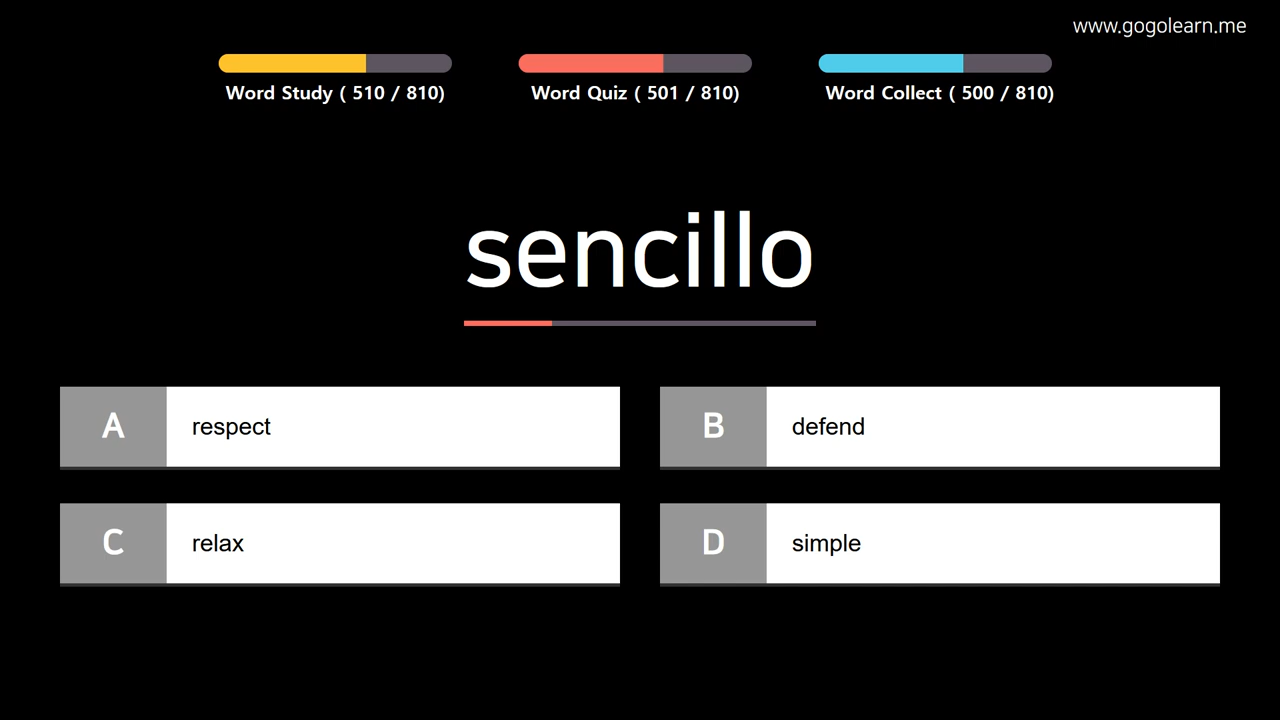 www.gogolearn.me
Word Study ( 510 / 810)
Word Quiz ( 501 / 810)
Word Collect ( 500 / 810)
sencillo
A
respect
B
defend
C
relax
D
simple